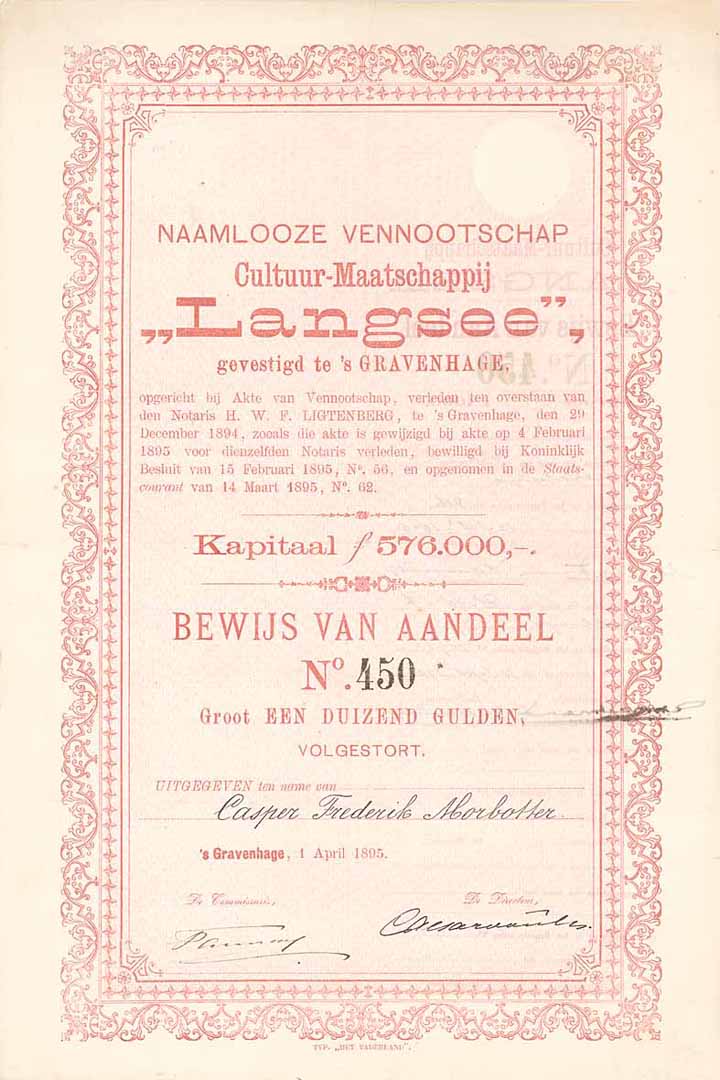 NAAMLOOZE VENNOOTSCHAP
Cultuur-Maatschappij
„Langsee”,
gevestigd te 's GRAVENHAGE,
opgericht bij Akte van Vennootschap, verleden ten overstaan van
den Notaris H. W. F. LIGTENBERG, te 's Gravenhage, den 29
December 1894, zooals die akte is gewijzigd bij akte op 4 Februari
1895 voor dienzelfden Notaris verleden, bewilligd bij Koninklijk
Besluit van 15 Februari 1895, Nº. 56, en opgenomen in de Staats-
courant van 14 Maart 1895, Nº. 62.
Kapitaal ƒ 576.000,-.
BEWIJS VAN AANDEEL
Nº. 450
Groot EEN DUIZEND GULDEN,
VOLGESTORT.
UITGEGEVEN ten name van
Casper Frederik Morbotter.
's Gravenhage, 1 April 1895.
De Commissaris, De Directeur,
TYP. „HET VADERLAND”.